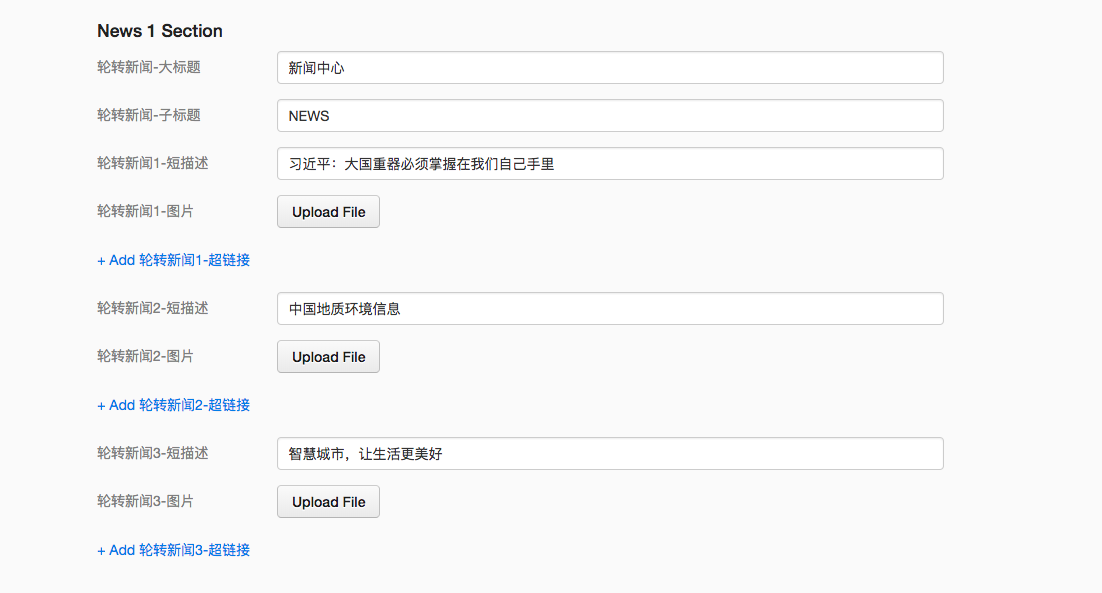 News 1 Section
轮转新闻-大标题 新闻中心
轮转新闻-子标题 NEWS
轮转新闻1-短描述 习近平：大国重器必须掌握在我们自己手里
轮转新闻1-图片 Upload File
+ Add 轮转新闻1-超链接
轮转新闻2-短描述 中国地质环境信息
轮转新闻2-图片 Upload File
+ Add 轮转新闻2-超链接
轮转新闻3-短描述 智慧城市，让生活更美好
轮转新闻3-图片 Upload File
+ Add 轮转新闻3-超链接